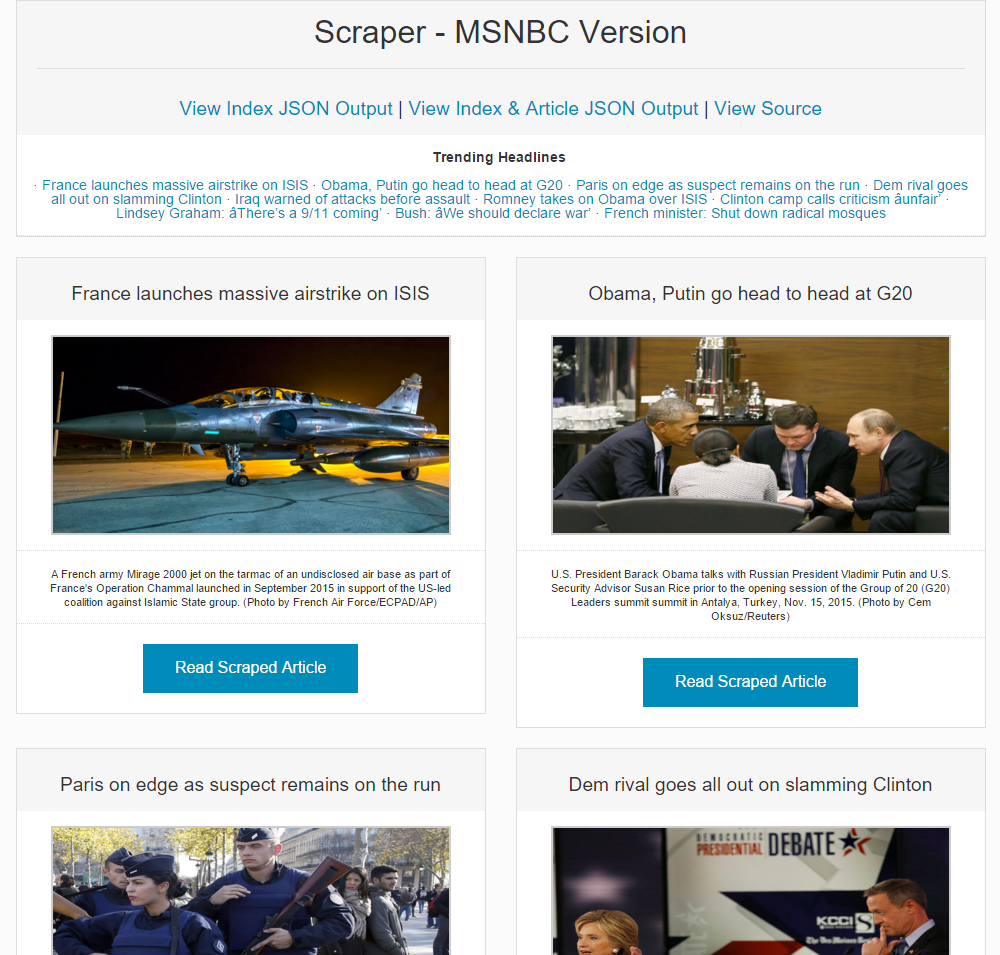 Scraper - MSNBC Version
View Index JSON Output | View Index & Article JSON Output | View Source
Trending Headlines
· France launches massive airstrike on ISIS · Obama, Putin go head to head at G20 · Paris on edge as suspect remains on the run · Dem rival goes
all out on slamming Clinton · Iraq warned of attacks before assault · Romney takes on Obama over ISIS · Clinton camp calls criticism âunfair’ ·
Lindsey Graham: âThere’s a 9/11 coming’ · Bush: âWe should declare war’ · French minister: Shut down radical mosques
France launches massive airstrike on ISIS
A French army Mirage 2000 jet on the tarmac of an undisclosed air base as part of
France's Operation Chammal launched in September 2015 in support of the US-led
coalition against Islamic State group. (Photo by French Air Force/ECPAD/AP)
Read Scraped Article
Obama, Putin go head to head at G20
U.S. President Barack Obama talks with Russian President Vladimir Putin and U.S.
Security Advisor Susan Rice prior to the opening session of the Group of 20 (G20)
Leaders summit summit in Antalya, Turkey, Nov. 15, 2015. (Photo by Cem
Oksuz/Reuters)
Read Scraped Article
Paris on edge as suspect remains on the run
Dem rival goes all out on slamming Clinton
DEMOCRATIC
PRESIDENTIAL DEBATE
KCCI 8
The Des Moines Register